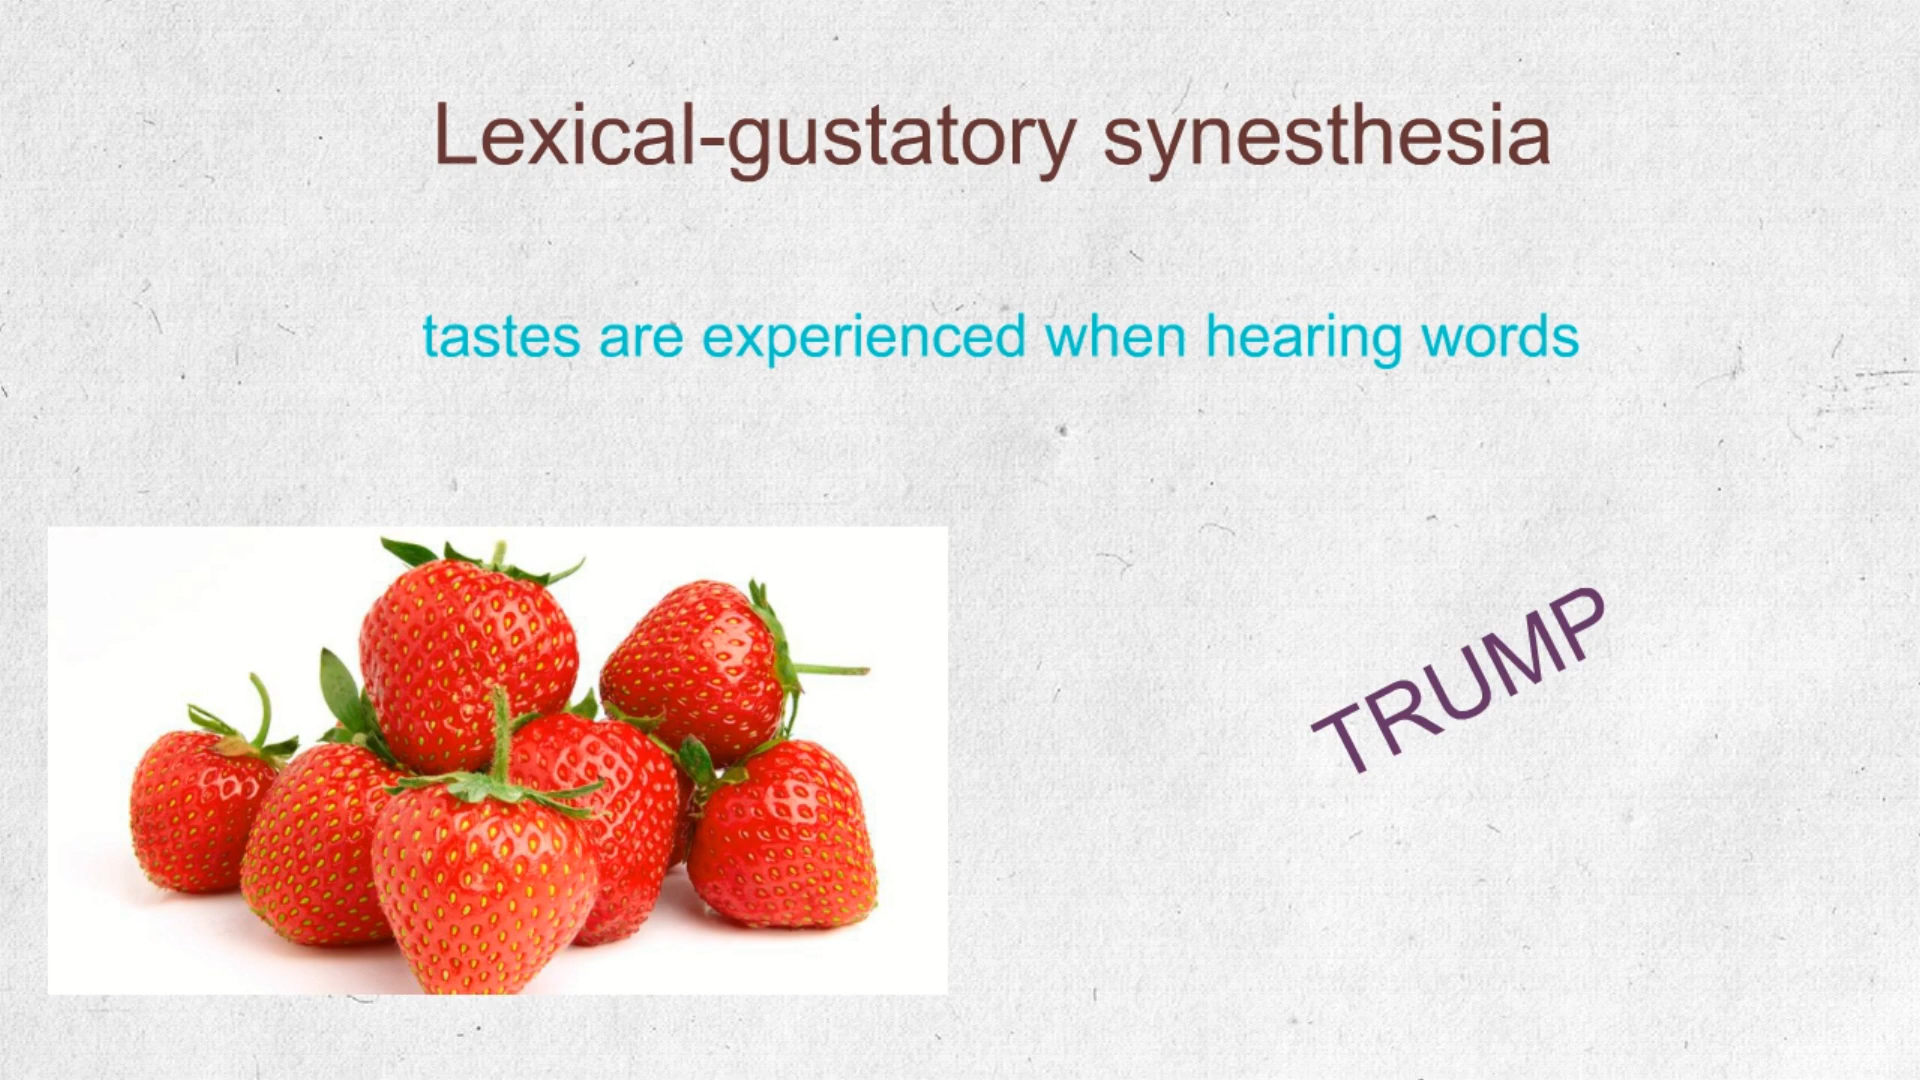 Lexical-gustatory synesthesia
tastes are experienced when hearing words
TRUMP